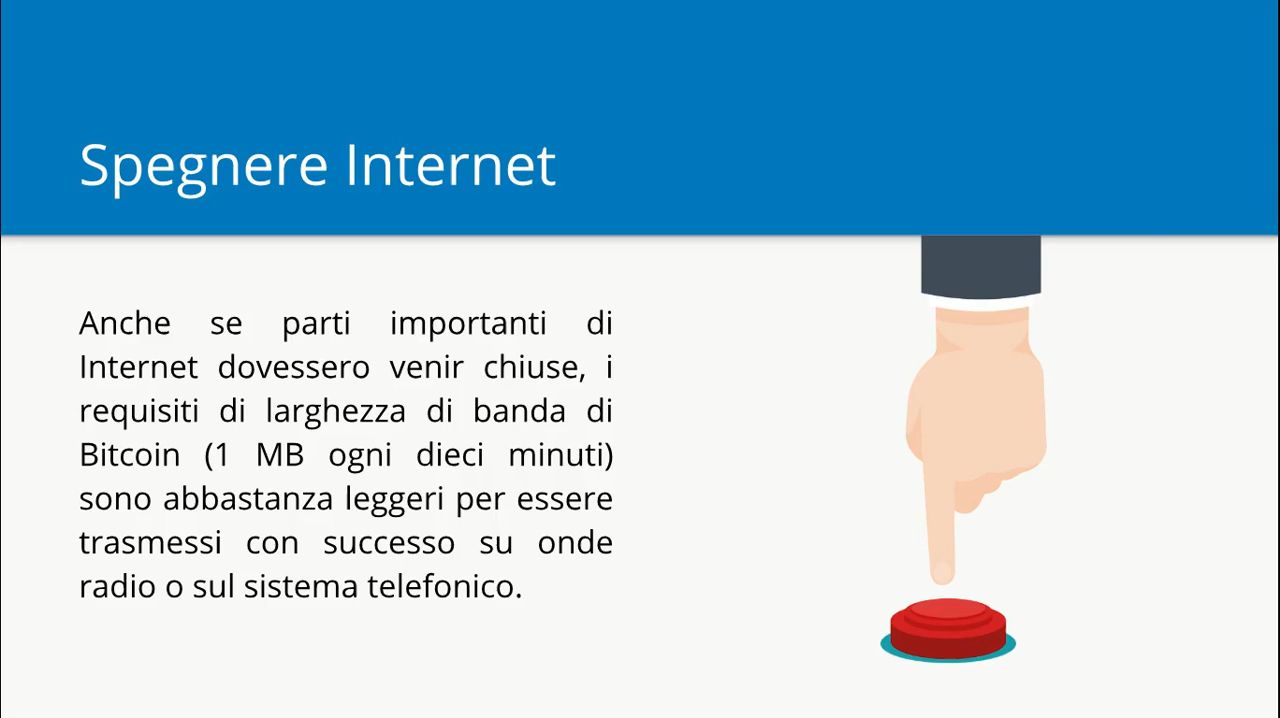 Spegnere Internet
Anche se parti importanti di
Internet dovessero venir chiuse, i
requisiti di larghezza di banda di
Bitcoin (1 MB ogni dieci minuti)
sono abbastanza leggeri per essere
trasmessi con successo su onde
radio o sul sistema telefonico.